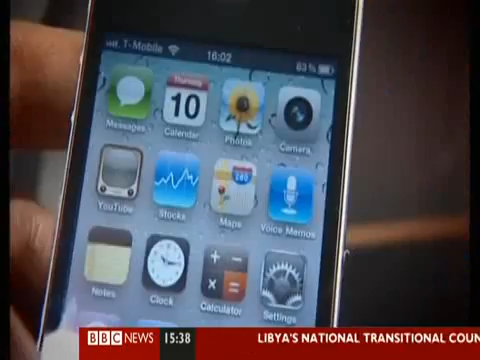 T-Mobile 16:02 63%
Messages Calendar Photos Camera
Thursday
10
280
YouTube Stocks Maps Voice Memos
Notes Clock Calculator Settings
BBC NEWS 15:38 LIBYA'S NATIONAL TRANSITIONAL COUN